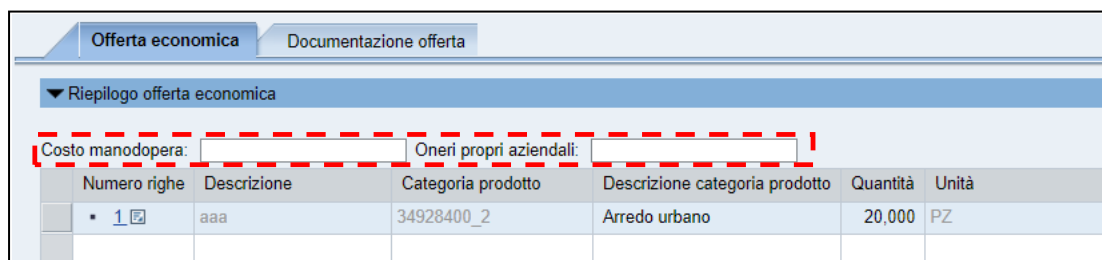 Offerta economica Documentazione offerta
Riepilogo offerta economica
Costo manodopera: Oneri propri aziendali:
Numero righe Descrizione Categoria prodotto Descrizione categoria prodotto Quantità Unità
1 aaa 34928400_2 Arredo urbano 20,000 PZ